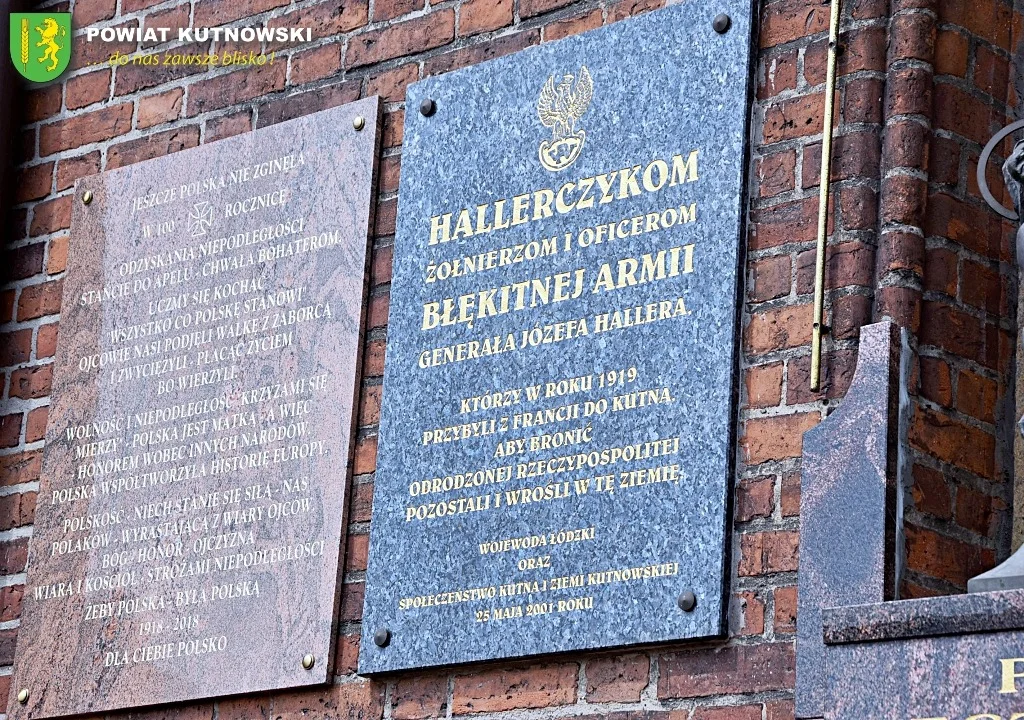 POWIAT KUTNOWSKI
... do nas zawsze blisko !
JESZCZE POLSKA NIE ZGINĘŁA
W 100 ROCZNICĘ
ODZYSKANIA NIEPODLEGŁOŚCI
STAŃCIE DO APELU - CHWAŁA BOHATEROM.
UCZMY SIĘ KOCHAĆ
WSZYSTKO CO POLSKĘ STANOWI
OJCOWIE NASI PODJĘLI WALKĘ Z ZABORCĄ
I ZWYCIĘŻYLI - PŁACĄC ŻYCIEM
BO WIERZYLI.
WOLNOŚĆ I NIEPODLEGŁOŚĆ "KRZYŻAMI SIĘ
MIERZY" - POLSKA JEST MATKĄ - A WIĘC
HONOREM WOBEC INNYCH NARODÓW.
POLSKA WSPÓŁTWORZYŁA HISTORIĘ EUROPY.
POLSKOŚĆ - NIECH STANIE SIĘ SIŁĄ - NAS
POLAKÓW - WYRASTAJĄCĄ Z WIARY OJCÓW
BÓG - HONOR - OJCZYZNA
WIARA I KOŚCIÓŁ - STRÓŻAMI NIEPODLEGŁOŚCI
ŻEBY POLSKA - BYŁA POLSKĄ
1918 - 2018
DLA CIEBIE POLSKO
HALLERCZYKOM
ŻOŁNIERZOM I OFICEROM
BŁĘKITNEJ ARMII
GENERAŁA JÓZEFA HALLERA.
KTÓRZY W ROKU 1919
PRZYBYLI Z FRANCJI DO KUTNA.
ABY BRONIĆ
ODRODZONEJ RZECZYPOSPOLITEJ
POZOSTALI I WROŚLI W TĘ ZIEMIĘ.
WOJEWODA ŁÓDZKI
ORAZ
SPOŁECZEŃSTWO KUTNA I ZIEMI KUTNOWSKIEJ
25 MAJA 2001 ROKU
P